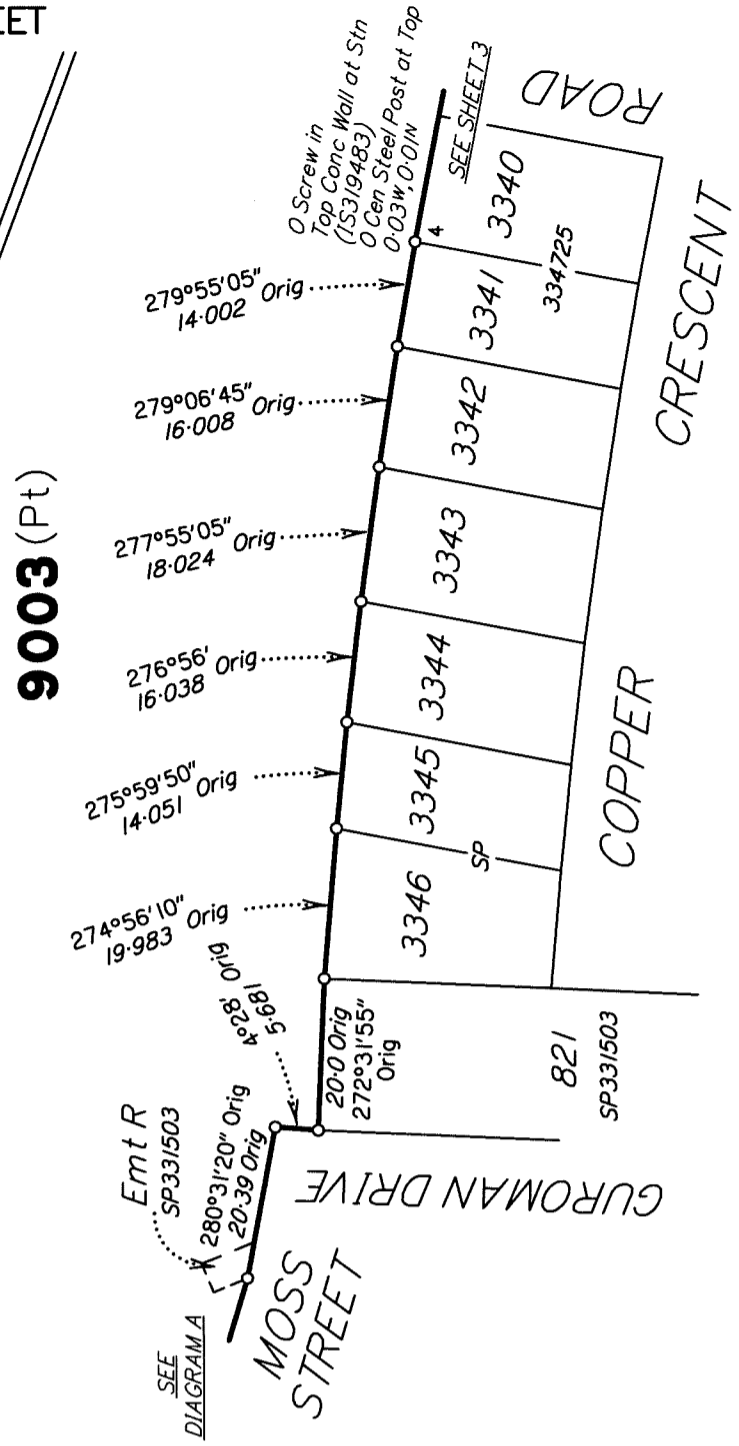 EET
O Screw in
Top Conc Wall at Stn
(IS319483)
O Cen Steel Post at Top
0·03W, 0·01N
SEE SHEET 3
ROAD
4
3340
334725
3341
279°55'05" Orig
14·002
CRESCENT
279°06'45" Orig
16·008
3342
9003 (Pt)
277°55'05" Orig
18·024
3343
276°56' Orig
16·038
3344
COPPER
275°59'50" Orig
14·051
3345
SP
274°56'10" Orig
19·983
3346
4°28' Orig
5·681
20·0 Orig
272°31'55"
Orig
821
SP331503
Emt R
SP331503
280°31'20" Orig
20·39 Orig
GUROMAN DRIVE
SEE
DIAGRAM A
MOSS
STREET